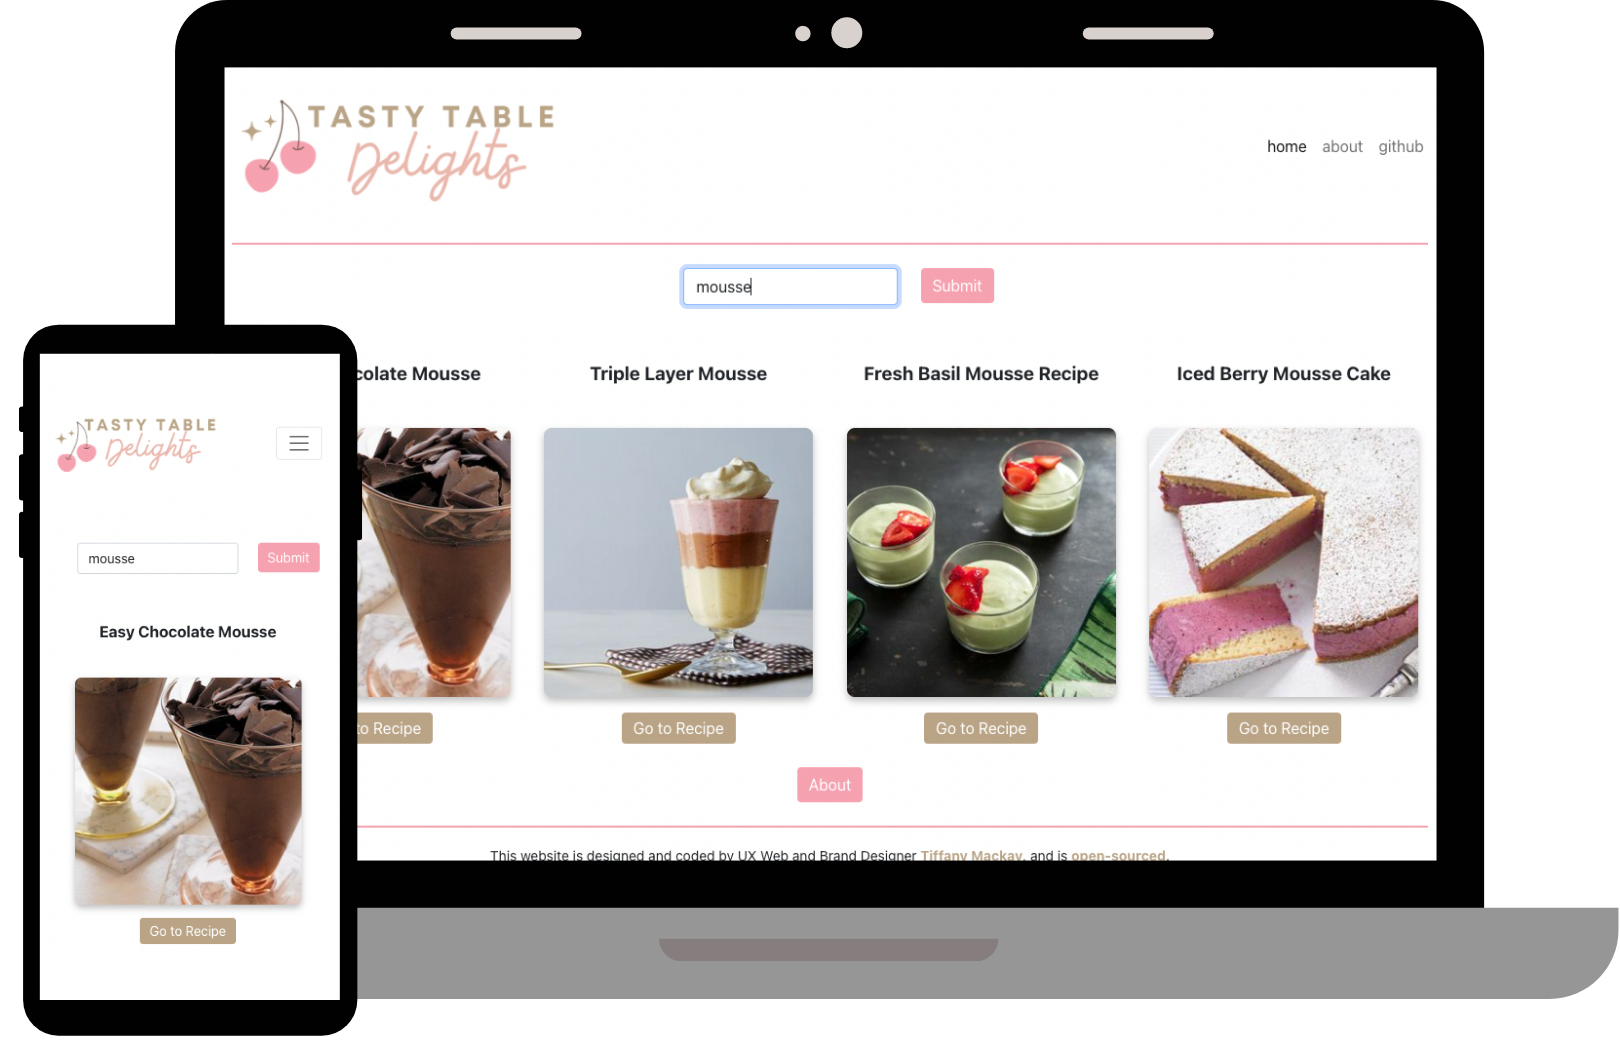 TASTY TABLE
Delights
home about github
mousse
Submit
colate Mousse
Triple Layer Mousse
Fresh Basil Mousse Recipe
Iced Berry Mousse Cake
to Recipe
Go to Recipe
Go to Recipe
Go to Recipe
About
This website is designed and coded by UX Web and Brand Designer Tiffany Mackay, and is open-sourced.
TASTY TABLE
Delights
mousse
Submit
Easy Chocolate Mousse
Go to Recipe